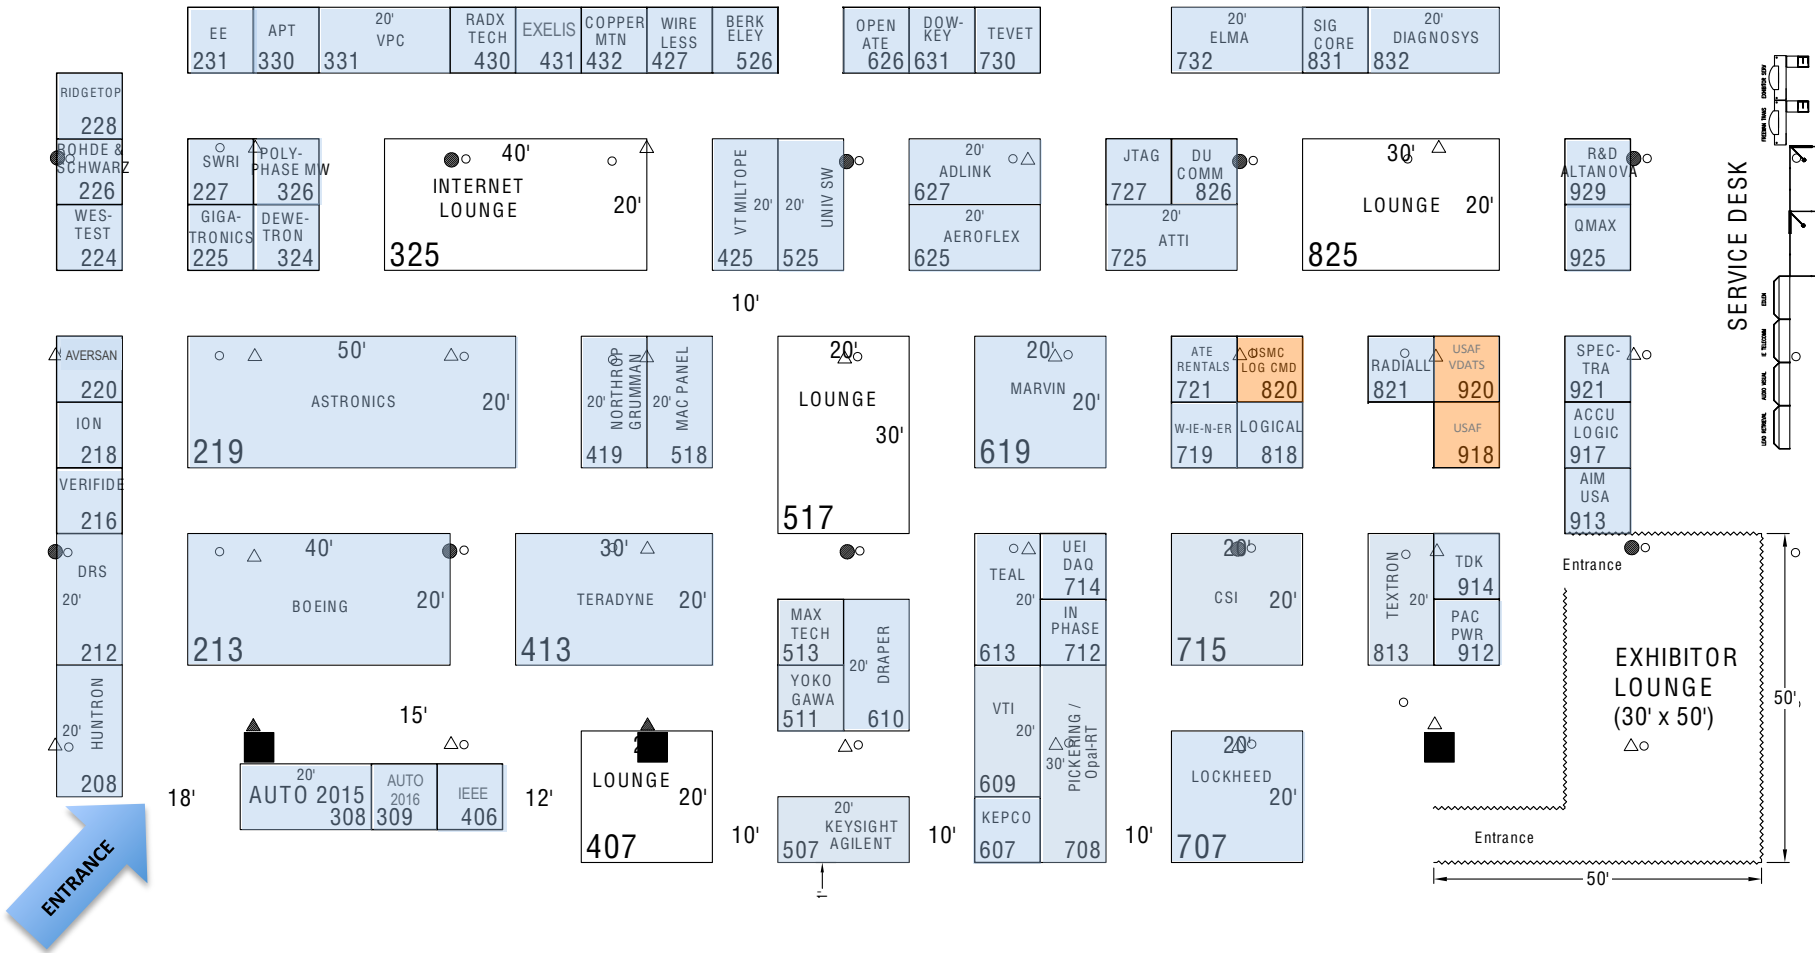 EE
231
APT
330
20'
VPC
331
RADX
TECH
430
EXELIS
431
COPPER
MTN
432
WIRE
LESS
427
BERK
ELEY
526
OPEN
ATE
626
DOW-
KEY
631
TEVET
730
20'
ELMA
732
SIG
CORE
831
20'
DIAGNOSYS
832
RIDGETOP
228
ROHDE &
SCHWARZ
226
WES-
TEST
224
SWRI
227
POLY-
PHASE MW
326
GIGA-
TRONICS
225
DEWE-
TRON
324
40'
INTERNET
LOUNGE
20'
325
VT MILTOPE
20'
425
20'
UNIV SW
525
20'
ADLINK
627
20'
AEROFLEX
625
JTAG
727
DU
COMM
826
20'
ATTI
725
30'
LOUNGE
20'
825
R&D
ALTANOVA
929
QMAX
925
SERVICE DESK
EXHIBITOR SERV
FREEMAN TRANS
10'
AVERSAN
220
ION
218
VERIFIDE
216
DRS
20'
212
HUNTRON
20'
208
50'
ASTRONICS
20'
219
20'
NORTHROP
GRUMMAN
419
20'
MAC PANEL
518
20'
LOUNGE
30'
517
20'
MARVIN
20'
619
ATE
RENTALS
721
USMC
LOG CMD
820
W-IE-N-ER
719
LOGICAL
818
RADIALL
821
USAF
VDATS
920
USAF
918
SPEC-
TRA
921
ACCU
LOGIC
917
AIM
USA
913
EDLEN
AUDIO VISUAL
LEAD RETRIEVAL
40'
BOEING
20'
213
30'
TERADYNE
20'
413
MAX
TECH
513
YOKO
GAWA
511
20'
DRAPER
610
TEAL
20'
613
UEI
DAQ
714
IN
PHASE
712
20'
CSI
20'
715
TEXTRON
20'
813
TDK
914
PAC
PWR
912
Entrance
EXHIBITOR
LOUNGE
(30' x 50')
50'
Entrance
50'
15'
18'
20'
AUTO 2015
308
AUTO
2016
309
IEEE
406
12'
LOUNGE
20'
407
10'
20'
KEYSIGHT
AGILENT
507
1'
10'
VTI
20'
609
KEPCO
607
PICKERING /
Opal-RT
30'
708
10'
20'
LOCKHEED
20'
707
ENTRANCE